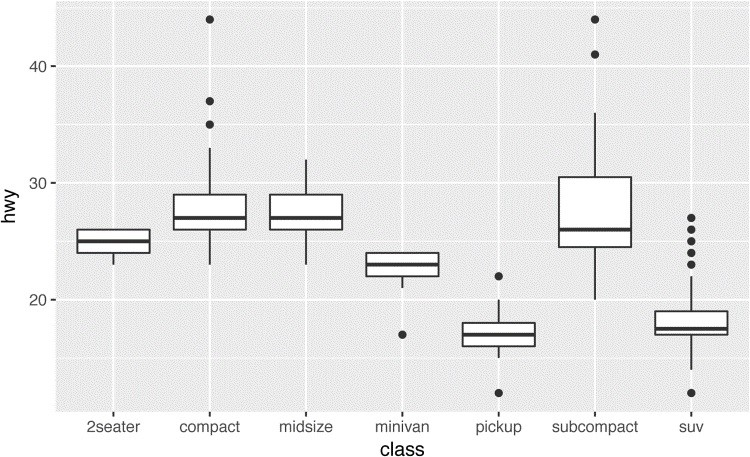 hwy
40
30
20
2seater compact midsize minivan pickup subcompact suv
class